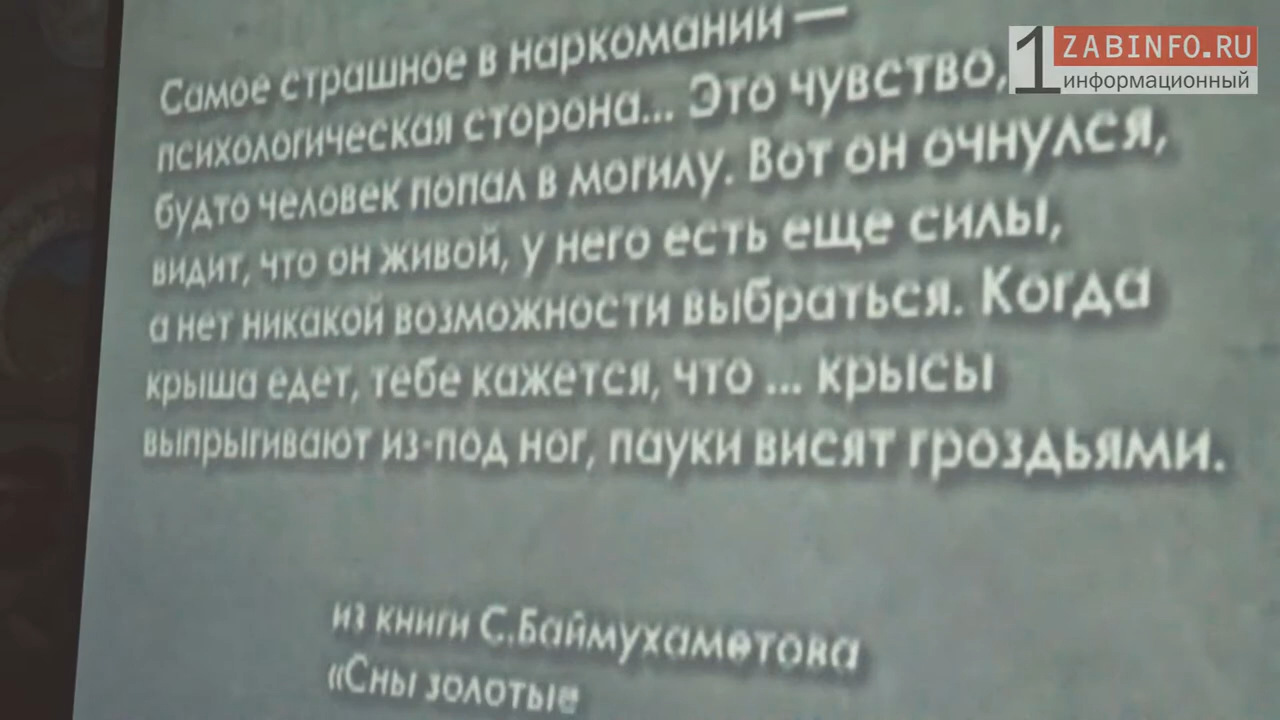 Самое страшное в наркомании —
психологическая сторона... Это чувство,
будто человек попал в могилу. Вот он очнулся,
видит, что он живой, у него есть еще силы,
а нет никакой возможности выбраться. Когда
крыша едет, тебе кажется, что ... крысы
выпрыгивают из-под ног, пауки висят гроздьями.
из книги С.Баймухаметова
«Сны золотые
1 ZABINFO.RU
информационный